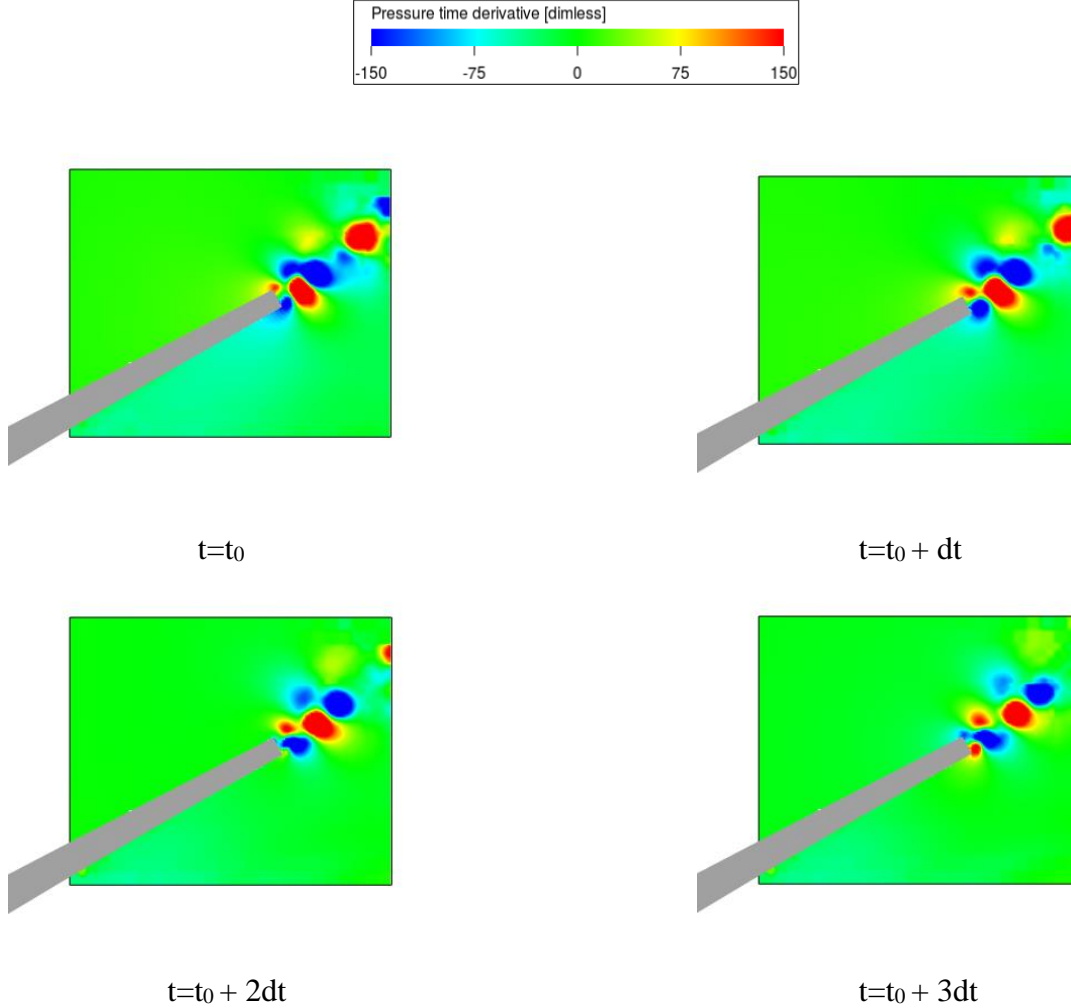 Pressure time derivative [dimless]
-150 -75 0 75 150
t=t₀
t=t₀ + dt
t=t₀ + 2dt
t=t₀ + 3dt